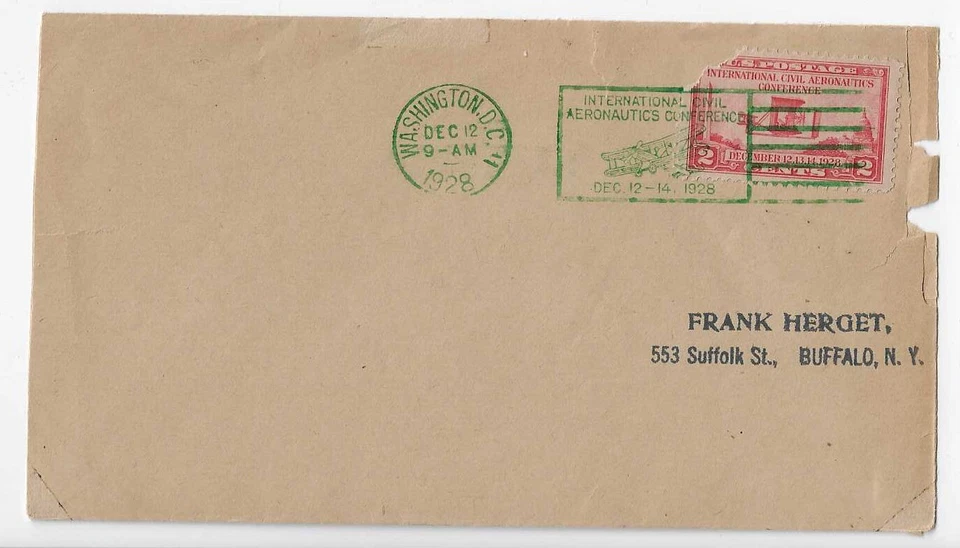 WASHINGTON, D.C. 11
DEC 12
9-AM
1928
INTERNATIONAL CIVIL
AERONAUTICS CONFERENCE
DEC. 12-14, 1928
U.S. POSTAGE
INTERNATIONAL CIVIL AERONAUTICS
CONFERENCE
DECEMBER 12,13,14, 1928
2 CENTS 2
FRANK HERGET,
553 Suffolk St., BUFFALO, N. Y.